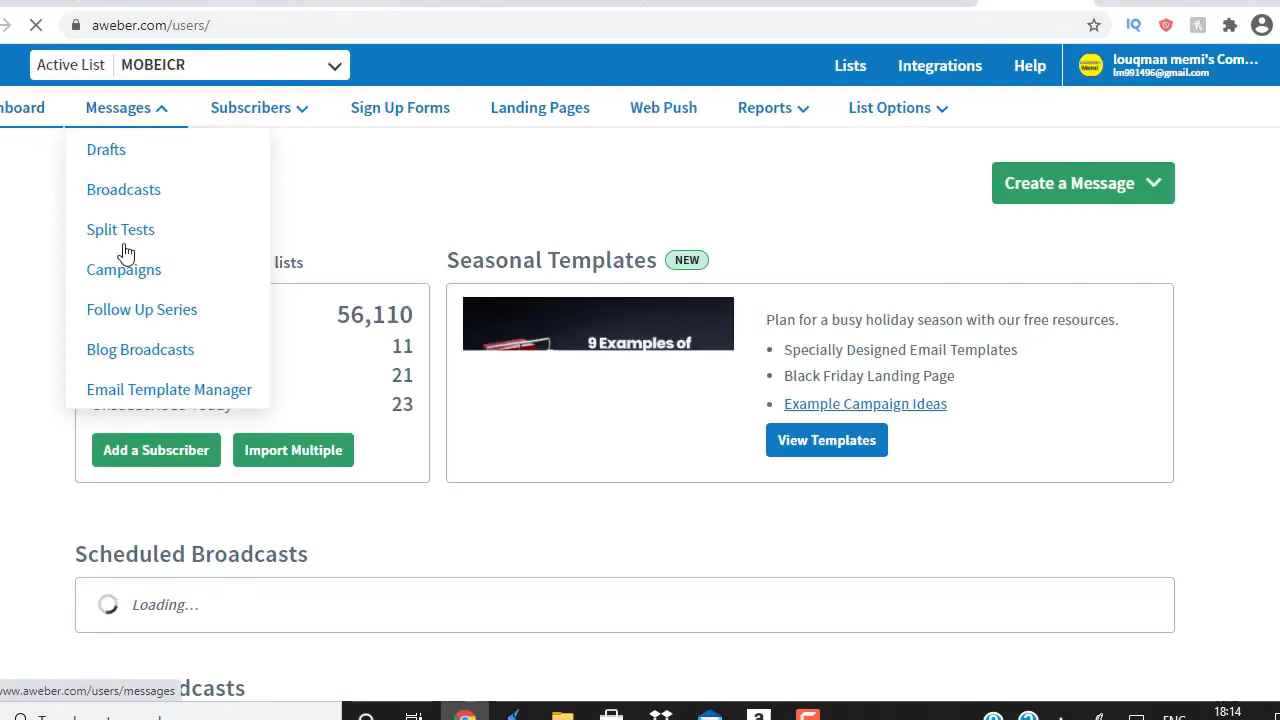 aweber.com/users/
IQ
Active List MOBEICR
Lists Integrations Help
louqman memi's Com...
lm991496@gmail.com
nboard Messages Subscribers Sign Up Forms Landing Pages Web Push Reports List Options
Drafts
Broadcasts
Split Tests
Campaigns
Follow Up Series
Blog Broadcasts
Email Template Manager
Create a Message
lists
56,110
11
21
23
Add a Subscriber Import Multiple
Seasonal Templates NEW
9 Examples of
Plan for a busy holiday season with our free resources.
• Specially Designed Email Templates
• Black Friday Landing Page
• Example Campaign Ideas
View Templates
Scheduled Broadcasts
Loading...
dcasts
www.aweber.com/users/messages
18:14